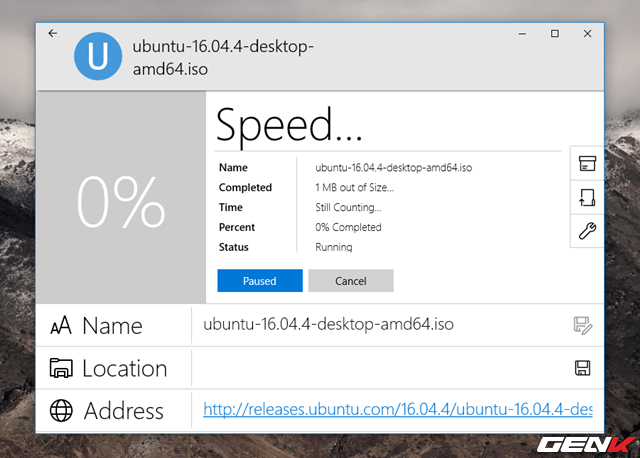 U
ubuntu-16.04.4-desktop-
amd64.iso
0%
Speed...
Name ubuntu-16.04.4-desktop-amd64.iso
Completed 1 MB out of Size...
Time Still Counting...
Percent 0% Completed
Status Running
Paused Cancel
AA Name ubuntu-16.04.4-desktop-amd64.iso
Location
Address http://releases.ubuntu.com/16.04.4/ubuntu-16.04.4-des
GENK